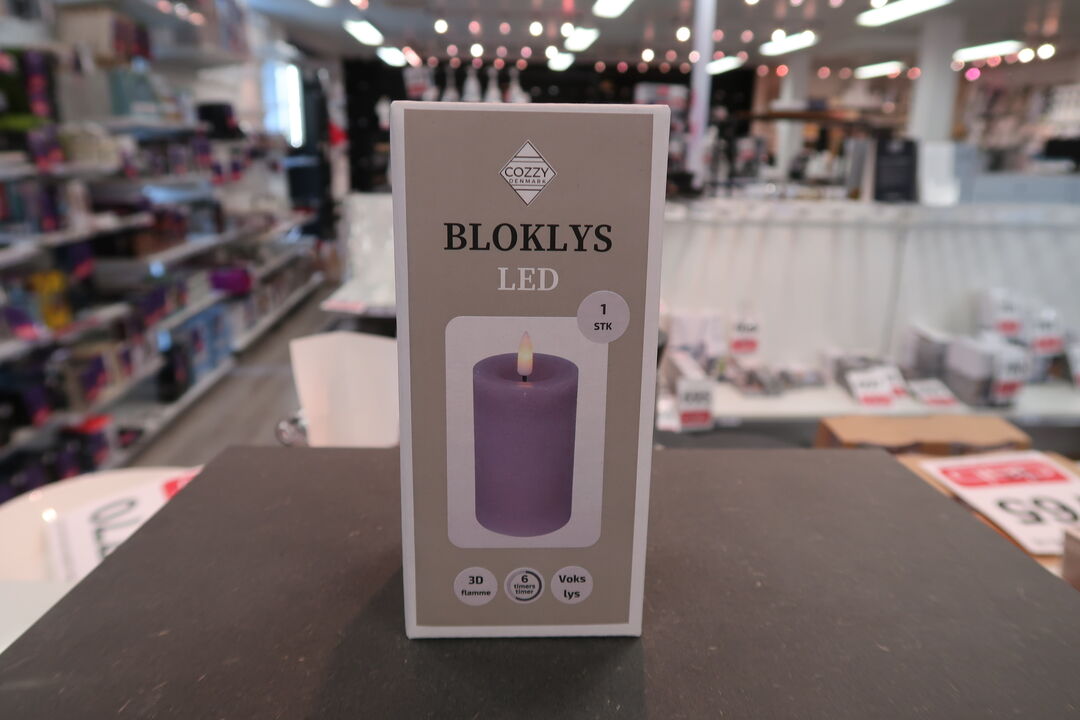 COZZY
DENMARK
BLOKLYS
LED
1
STK
3D
flamme
6
timers
timer
Voks
lys